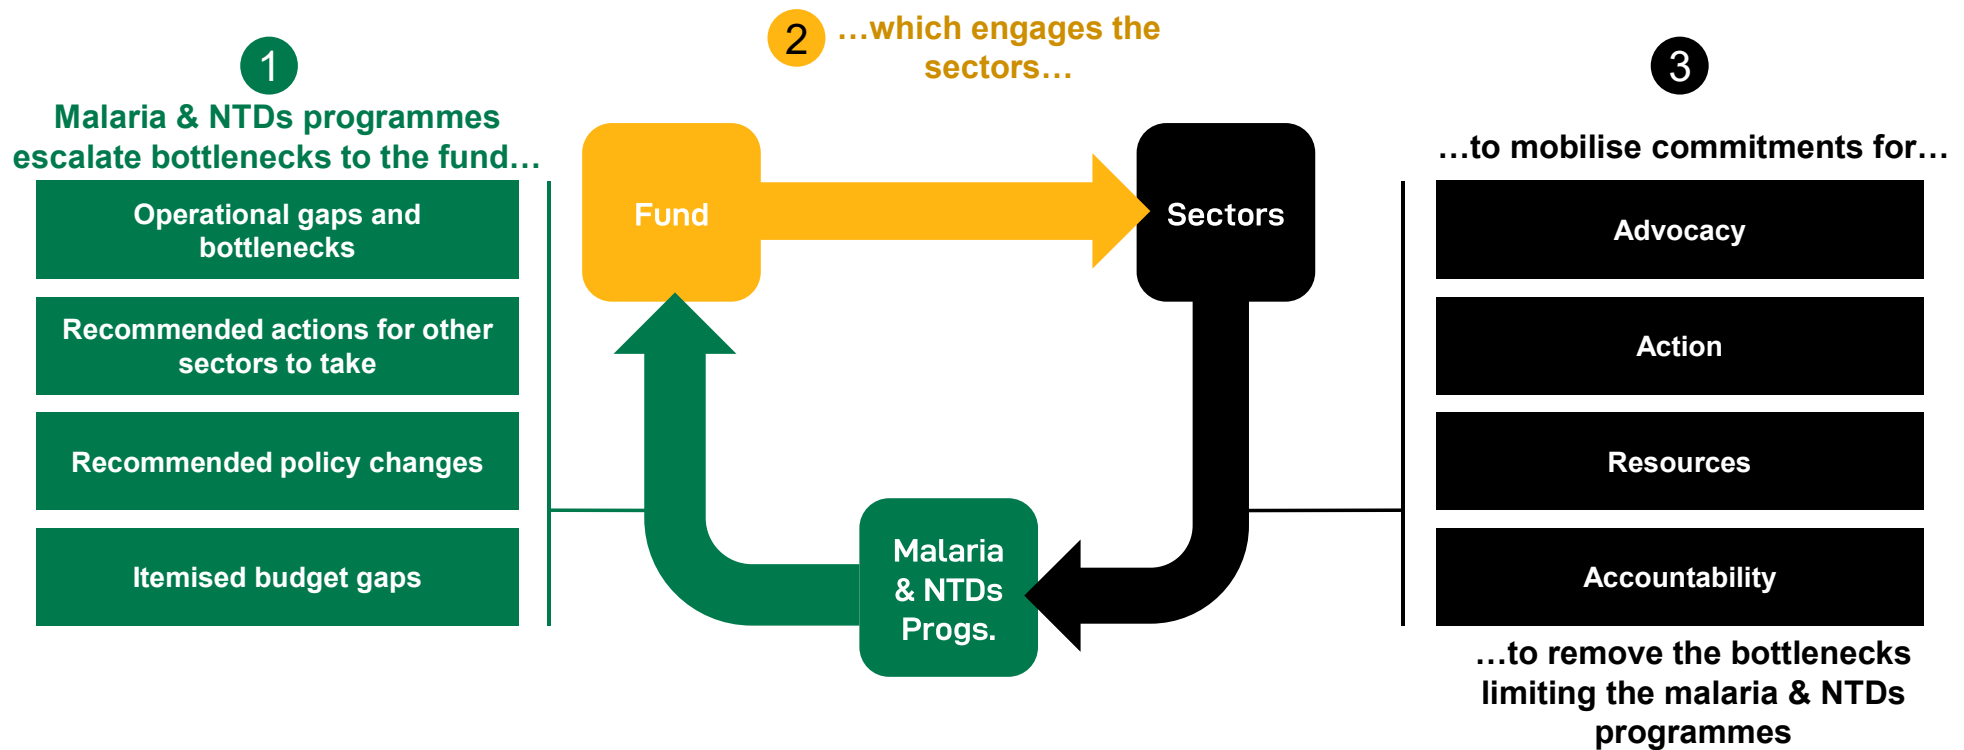 1
Malaria & NTDs programmes
escalate bottlenecks to the fund…
Operational gaps and
bottlenecks
Recommended actions for other
sectors to take
Recommended policy changes
Itemised budget gaps
2
…which engages the
sectors…
Fund
Sectors
Malaria
& NTDs
Progs.
3
…to mobilise commitments for…
Advocacy
Action
Resources
Accountability
…to remove the bottlenecks
limiting the malaria & NTDs
programmes